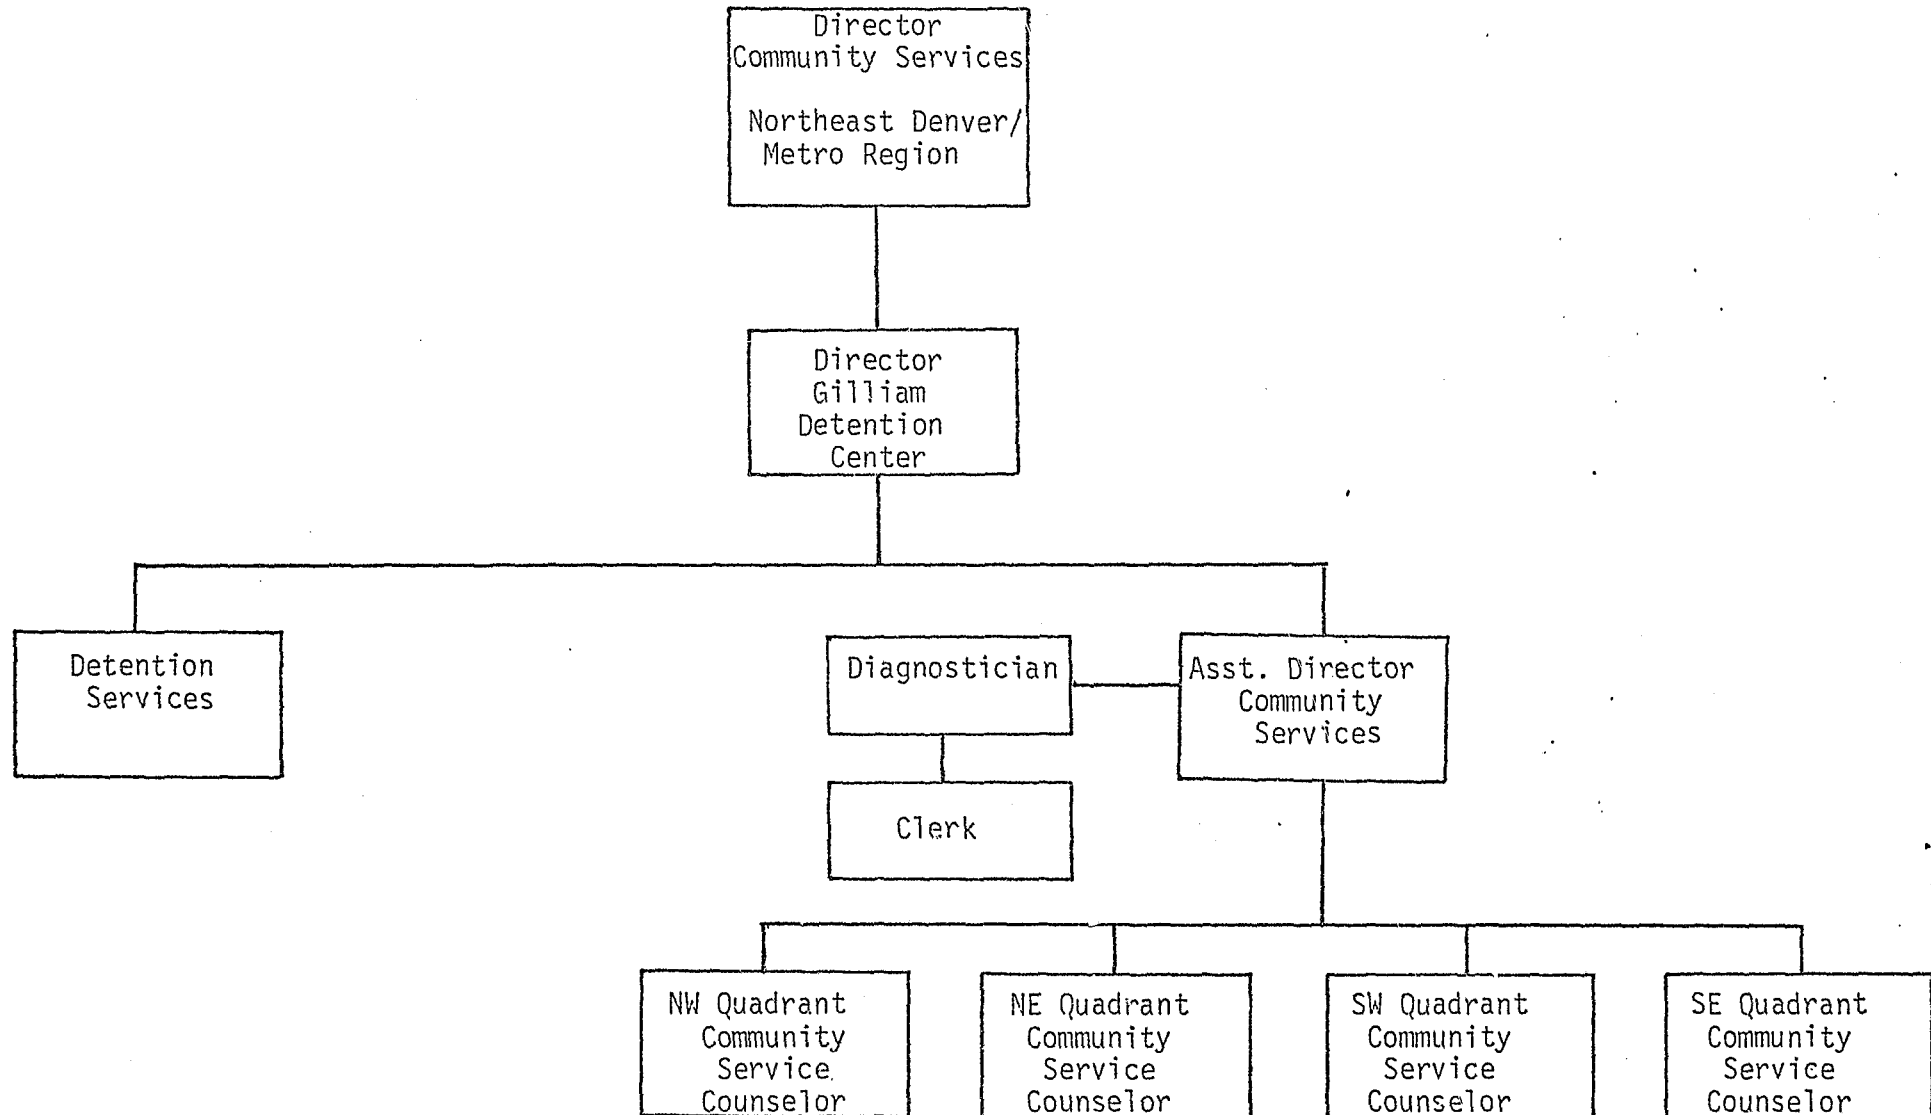 Director
Community Services
Northeast Denver/
Metro Region
Director
Gilliam
Detention
Center
Detention
Services
Diagnostician
Asst. Director
Community
Services
Clerk
NW Quadrant
Community
Service
Counselor
NE Quadrant
Community
Service
Counselor
SW Quadrant
Community
Service
Counselor
SE Quadrant
Community
Service
Counselor